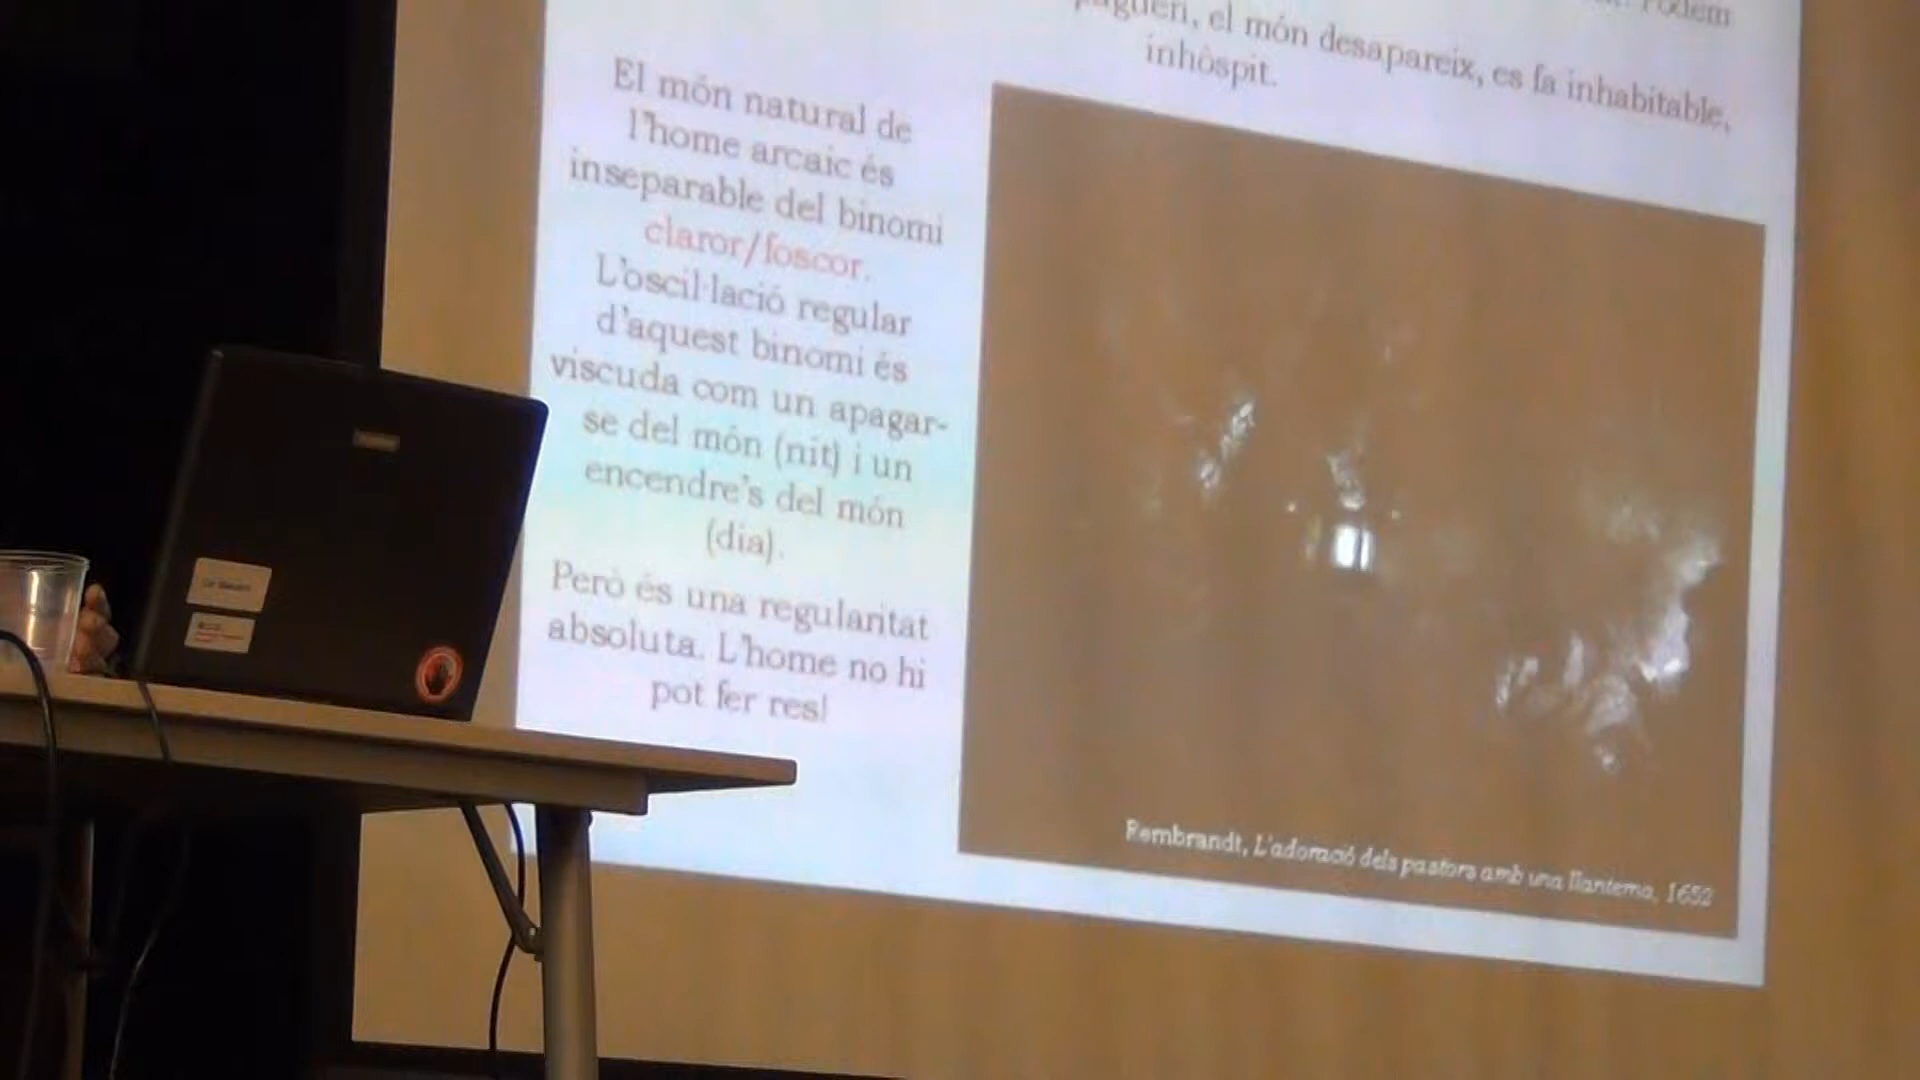 Podem
el món desapareix, es fa inhabitable,
inhòspit.
El món natural de
l'home arcaic és
inseparable del binomi
claror/foscor.
L'oscil·lació regular
d'aquest binomi és
viscuda com un apagar-
se del món (nit) i un
encendre's del món
(dia).
Però és una regularitat
absoluta. L'home no hi
pot fer res!
Rembrandt, L'adoració dels pastors amb una llanterna, 1652